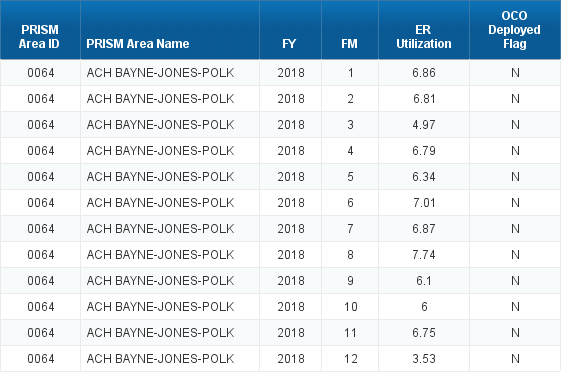 PRISM Area ID PRISM Area Name FY FM ER Utilization OCO Deployed Flag
0064 ACH BAYNE-JONES-POLK 2018 1 6.86 N
0064 ACH BAYNE-JONES-POLK 2018 2 6.81 N
0064 ACH BAYNE-JONES-POLK 2018 3 4.97 N
0064 ACH BAYNE-JONES-POLK 2018 4 6.79 N
0064 ACH BAYNE-JONES-POLK 2018 5 6.34 N
0064 ACH BAYNE-JONES-POLK 2018 6 7.01 N
0064 ACH BAYNE-JONES-POLK 2018 7 6.87 N
0064 ACH BAYNE-JONES-POLK 2018 8 7.74 N
0064 ACH BAYNE-JONES-POLK 2018 9 6.1 N
0064 ACH BAYNE-JONES-POLK 2018 10 6 N
0064 ACH BAYNE-JONES-POLK 2018 11 6.75 N
0064 ACH BAYNE-JONES-POLK 2018 12 3.53 N